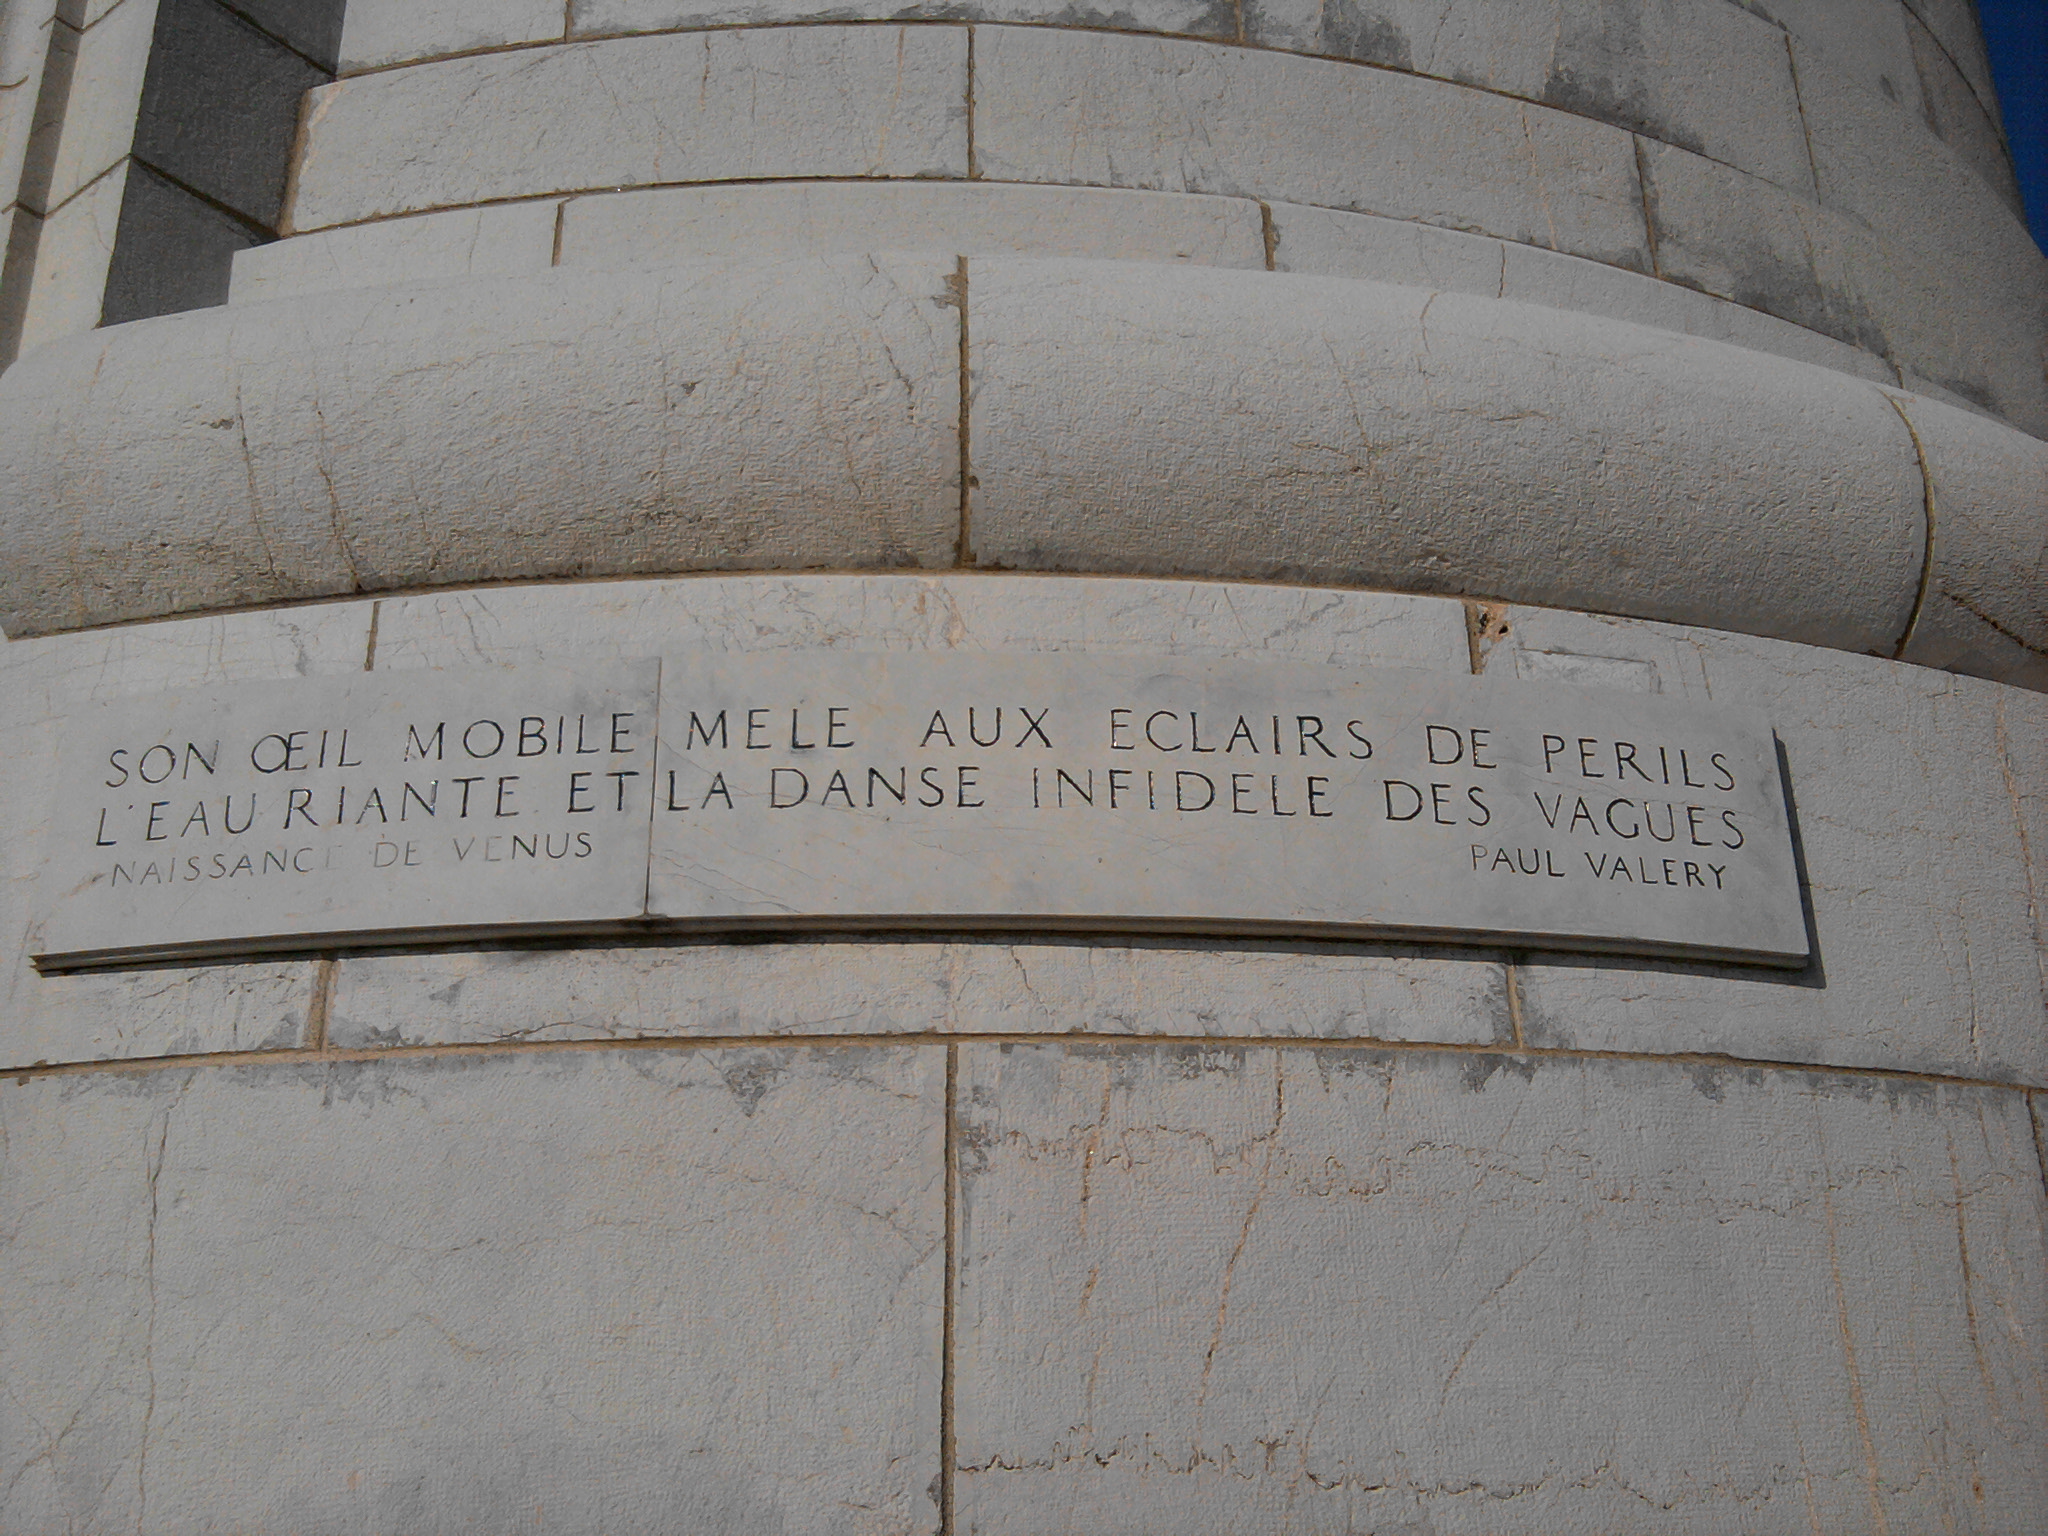 SON ŒIL MOBILE MELE AUX ECLAIRS DE PERILS
L'EAU RIANTE ET LA DANSE INFIDELE DES VAGUES
NAISSANCE DE VENUS
PAUL VALERY